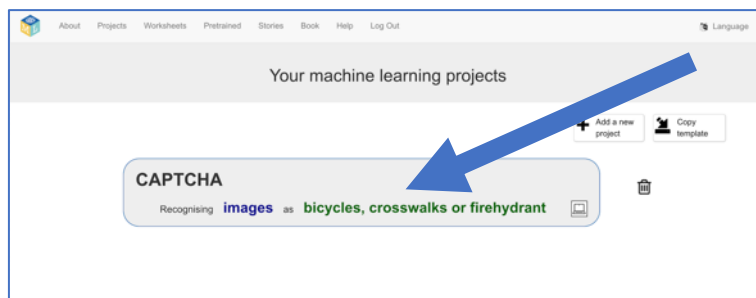 About Projects Worksheets Pretrained Stories Book Help Log Out Language
Your machine learning projects
Add a new
project
Copy
template
CAPTCHA
Recognising images as bicycles, crosswalks or firehydrant